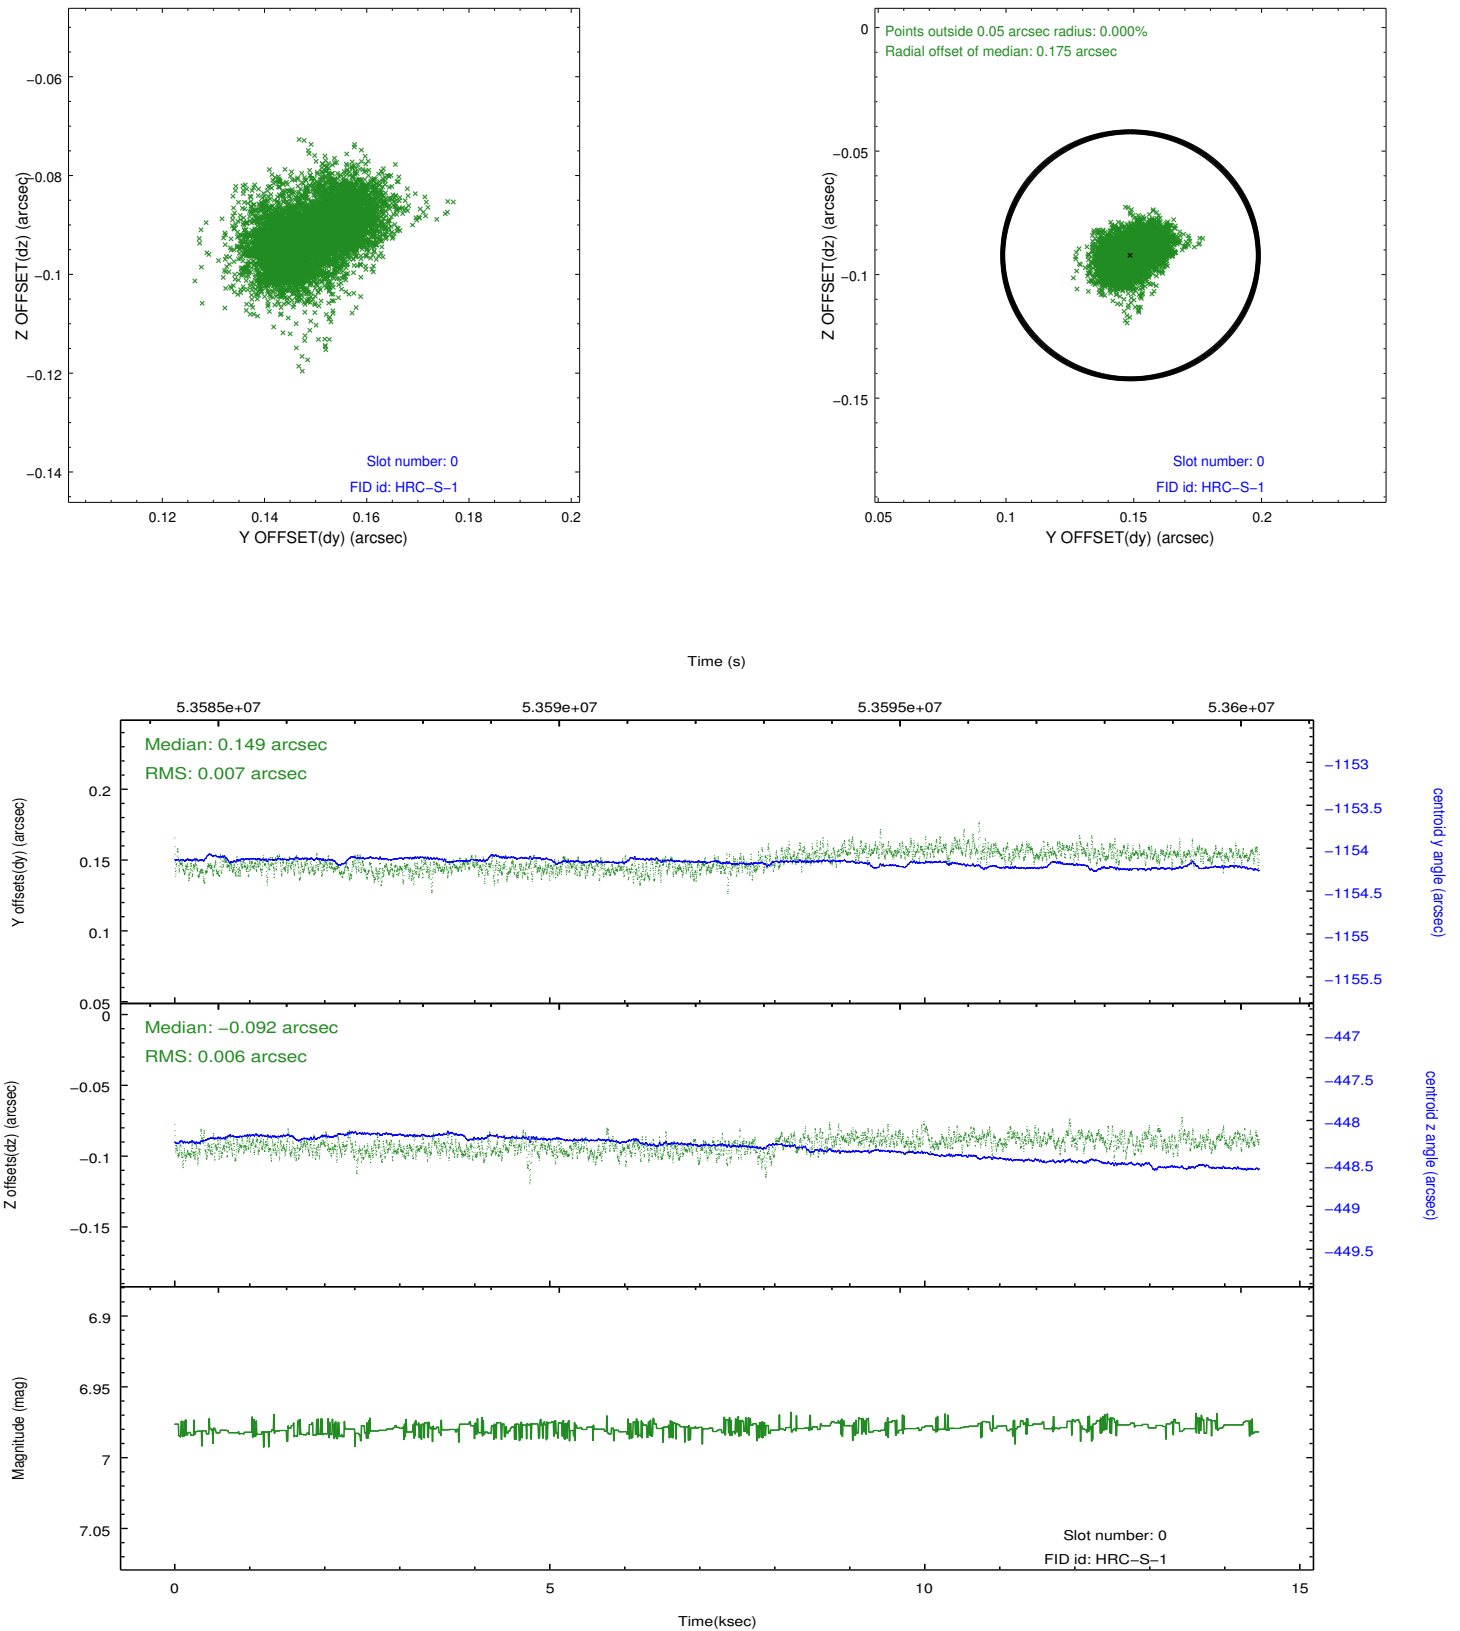 −0.06
−0.08
−0.1
−0.12
−0.14
Z OFFSET(dz) (arcsec)
Slot number: 0
FID id: HRC−S−1
0.12
0.14
0.16
0.18
0.2
Y OFFSET(dy) (arcsec)
Points outside 0.05 arcsec radius: 0.000%
Radial offset of median: 0.175 arcsec
0
−0.05
−0.1
−0.15
Z OFFSET(dz) (arcsec)
Slot number: 0
FID id: HRC−S−1
0.05
0.1
0.15
0.2
Y OFFSET(dy) (arcsec)
Time (s)
5.3585e+07
5.359e+07
5.3595e+07
5.36e+07
Median: 0.149 arcsec
RMS: 0.007 arcsec
0.2
0.15
0.1
0.05
Y offsets(dy) (arcsec)
−1153
−1153.5
−1154
−1154.5
−1155
−1155.5
centroid y angle (arcsec)
Median: −0.092 arcsec
RMS: 0.006 arcsec
0
−0.05
−0.1
−0.15
Z offsets(dz) (arcsec)
−447
−447.5
−448
−448.5
−449
−449.5
centroid z angle (arcsec)
6.9
6.95
7
7.05
Magnitude (mag)
Slot number: 0
FID id: HRC−S−1
0
5
10
15
Time(ksec)